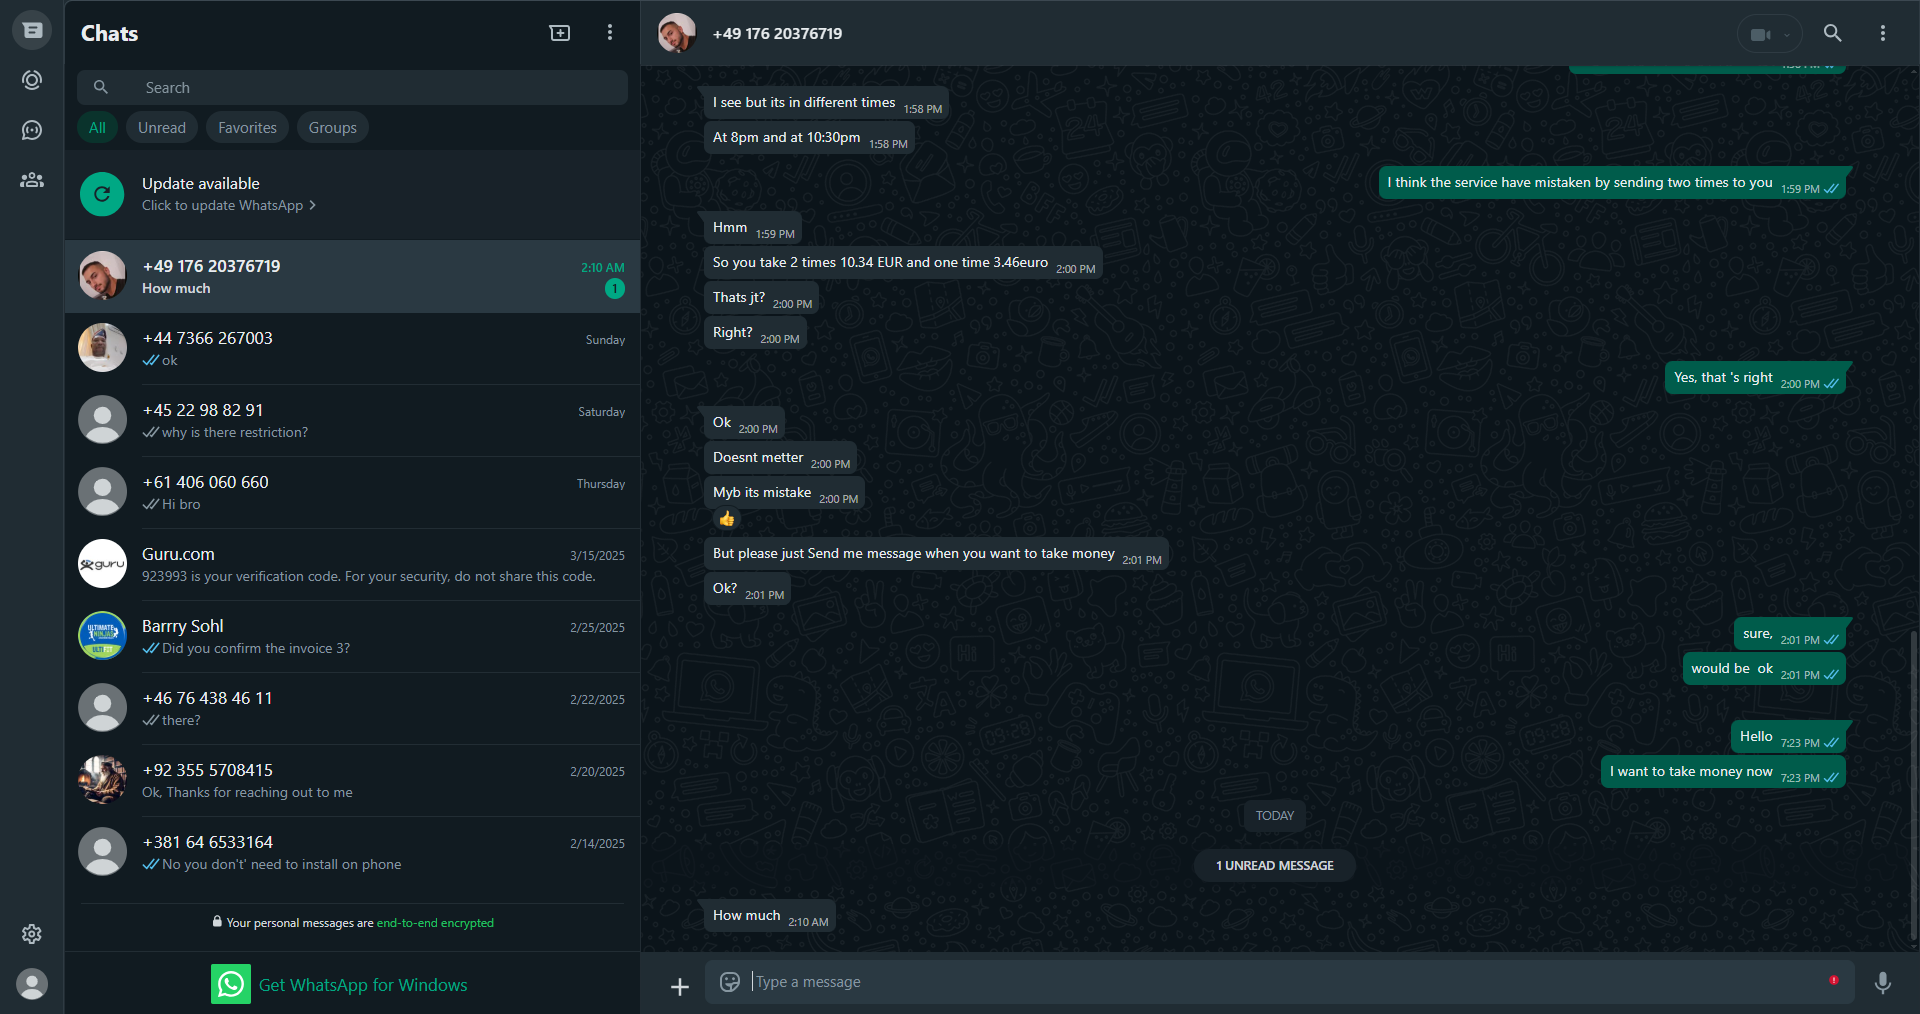 Chats
Search
All
Unread
Favorites
Groups
Update available
Click to update WhatsApp
+49 176 20376719
2:10 AM
How much
1
+44 7366 267003
Sunday
ok
+45 22 98 82 91
Saturday
why is there restriction?
+61 406 060 660
Thursday
Hi bro
guru
Guru.com
3/15/2025
923993 is your verification code. For your security, do not share this code.
ULTIMATE
NINJAS
Barrry Sohl
2/25/2025
Did you confirm the invoice 3?
+46 76 438 46 11
2/22/2025
there?
+92 355 5708415
2/20/2025
Ok, Thanks for reaching out to me
+381 64 6533164
2/14/2025
No you don't' need to install on phone
Your personal messages are end-to-end encrypted
Get WhatsApp for Windows
+49 176 20376719
I see but its in different times 1:58 PM
At 8pm and at 10:30pm 1:58 PM
I think the service have mistaken by sending two times to you 1:59 PM
Hmm 1:59 PM
So you take 2 times 10.34 EUR and one time 3.46euro 2:00 PM
Thats jt? 2:00 PM
Right? 2:00 PM
Yes, that 's right 2:00 PM
Ok 2:00 PM
Doesnt metter 2:00 PM
Myb its mistake 2:00 PM
But please just Send me message when you want to take money 2:01 PM
Ok? 2:01 PM
sure, 2:01 PM
would be  ok 2:01 PM
Hello 7:23 PM
I want to take money now 7:23 PM
TODAY
1 UNREAD MESSAGE
How much 2:10 AM
Type a message